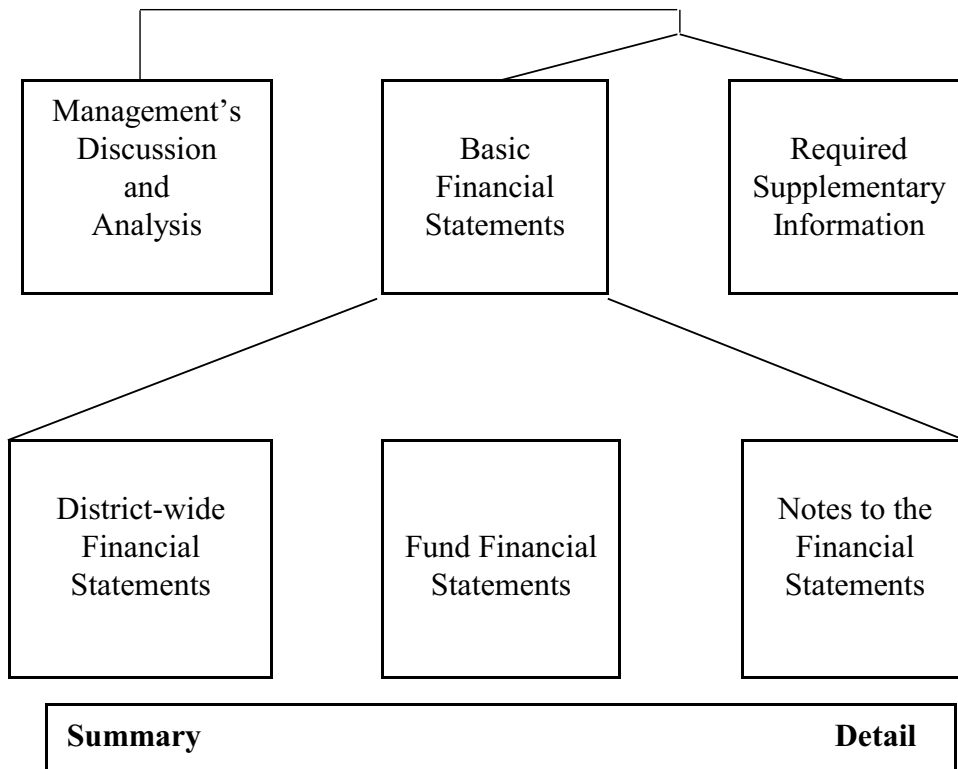 Management’s
Discussion
and
Analysis
Basic
Financial
Statements
Required
Supplementary
Information
District-wide
Financial
Statements
Fund Financial
Statements
Notes to the
Financial
Statements
Summary Detail